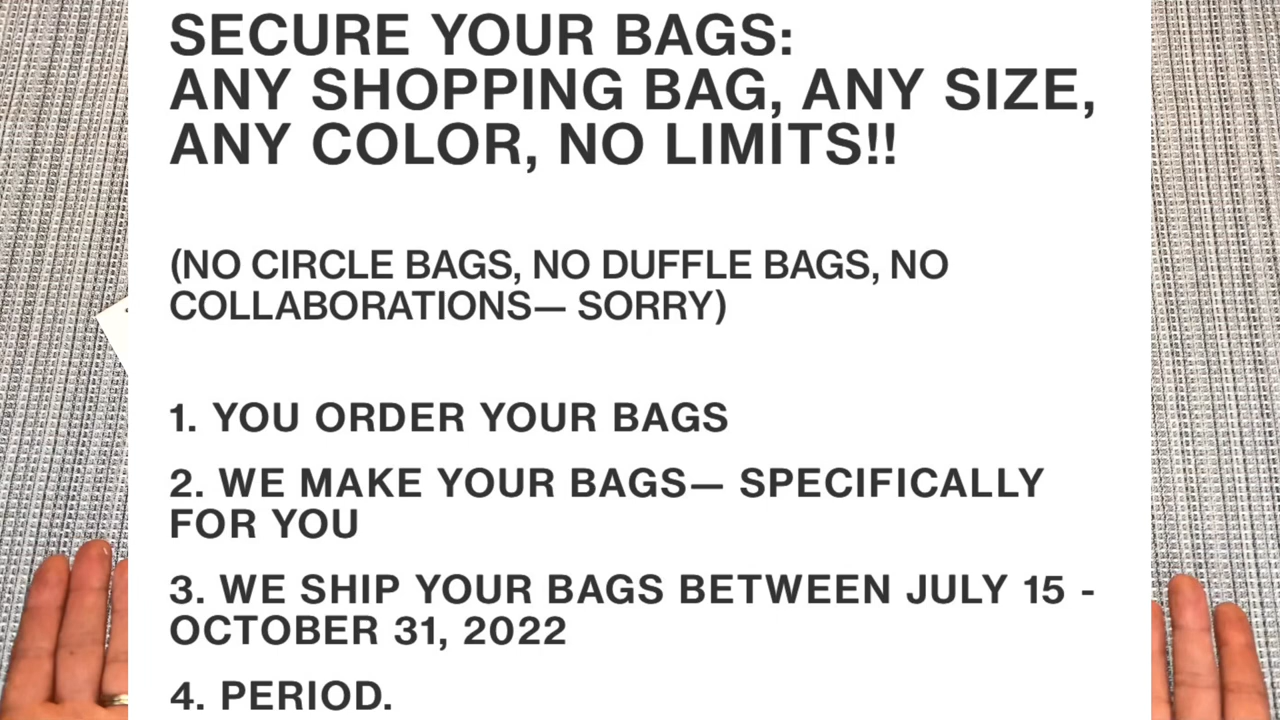 SECURE YOUR BAGS:
ANY SHOPPING BAG, ANY SIZE,
ANY COLOR, NO LIMITS!!
(NO CIRCLE BAGS, NO DUFFLE BAGS, NO
COLLABORATIONS— SORRY)
1. YOU ORDER YOUR BAGS
2. WE MAKE YOUR BAGS— SPECIFICALLY
FOR YOU
3. WE SHIP YOUR BAGS BETWEEN JULY 15 -
OCTOBER 31, 2022
4. PERIOD.